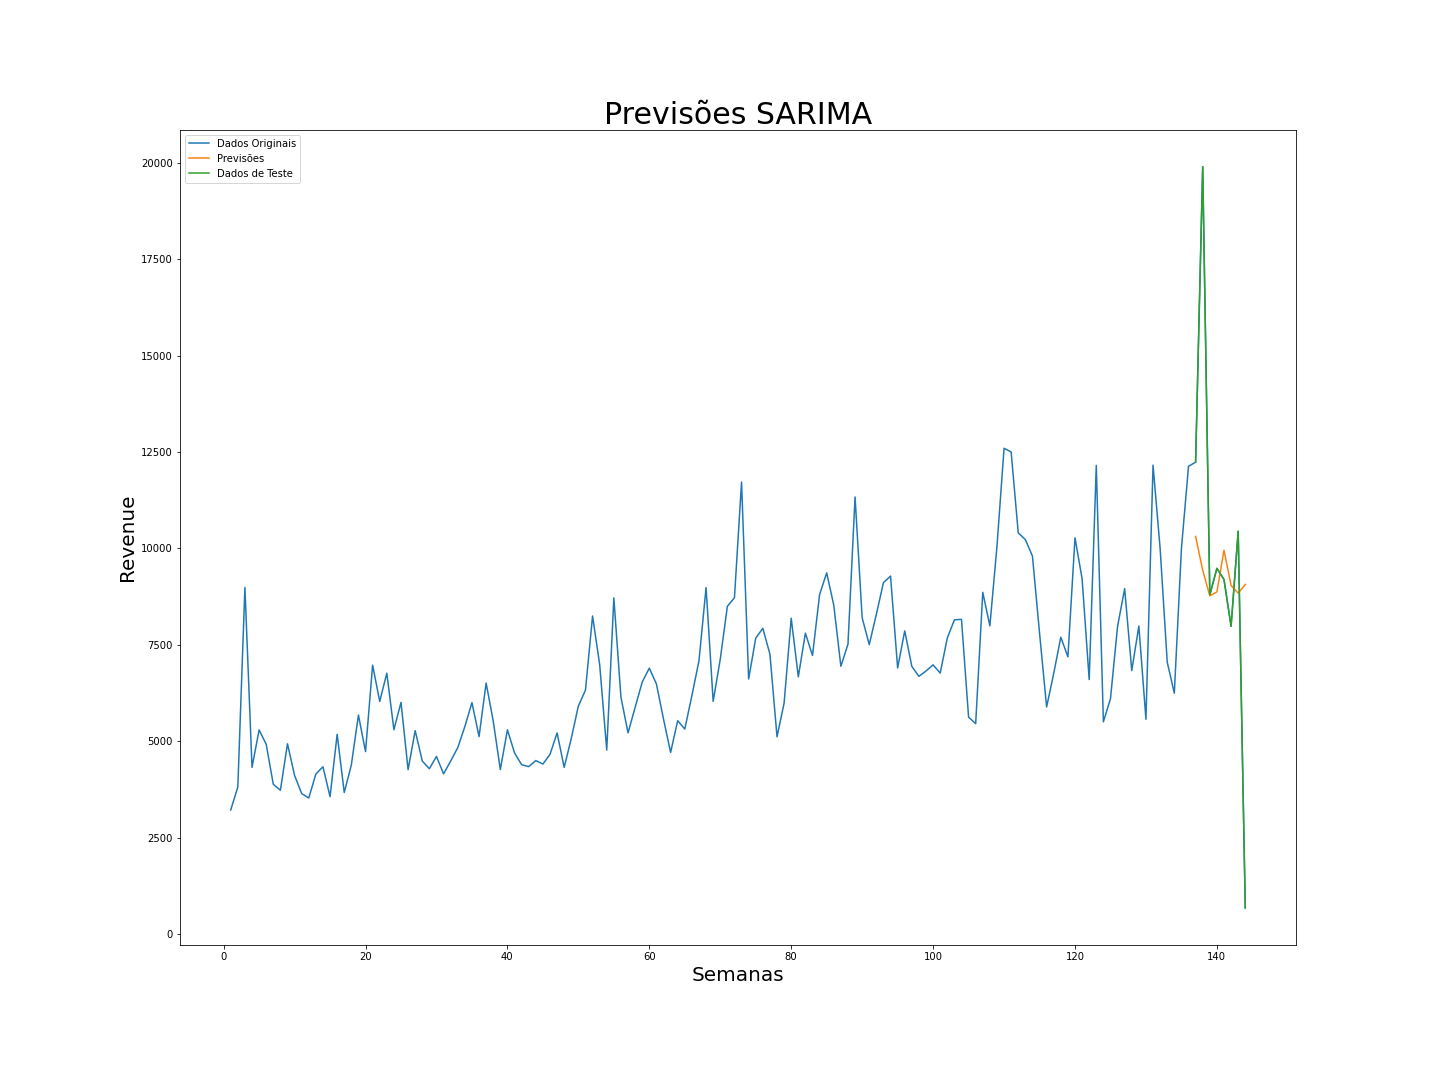 Previsões SARIMA
Dados Originais
Previsões
Dados de Teste
20000
17500
15000
12500
10000
7500
5000
2500
0
Revenue
0 20 40 60 80 100 120 140
Semanas